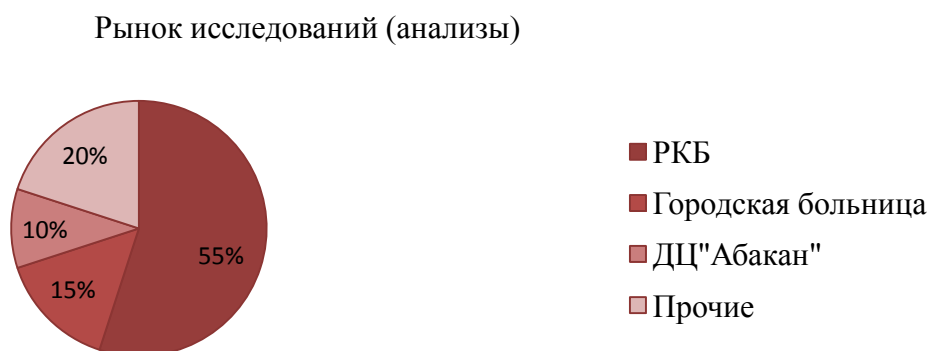 Рынок исследований (анализы)
20%
10%
15%
55%
РКБ
Городская больница
ДЦ"Абакан"
Прочие